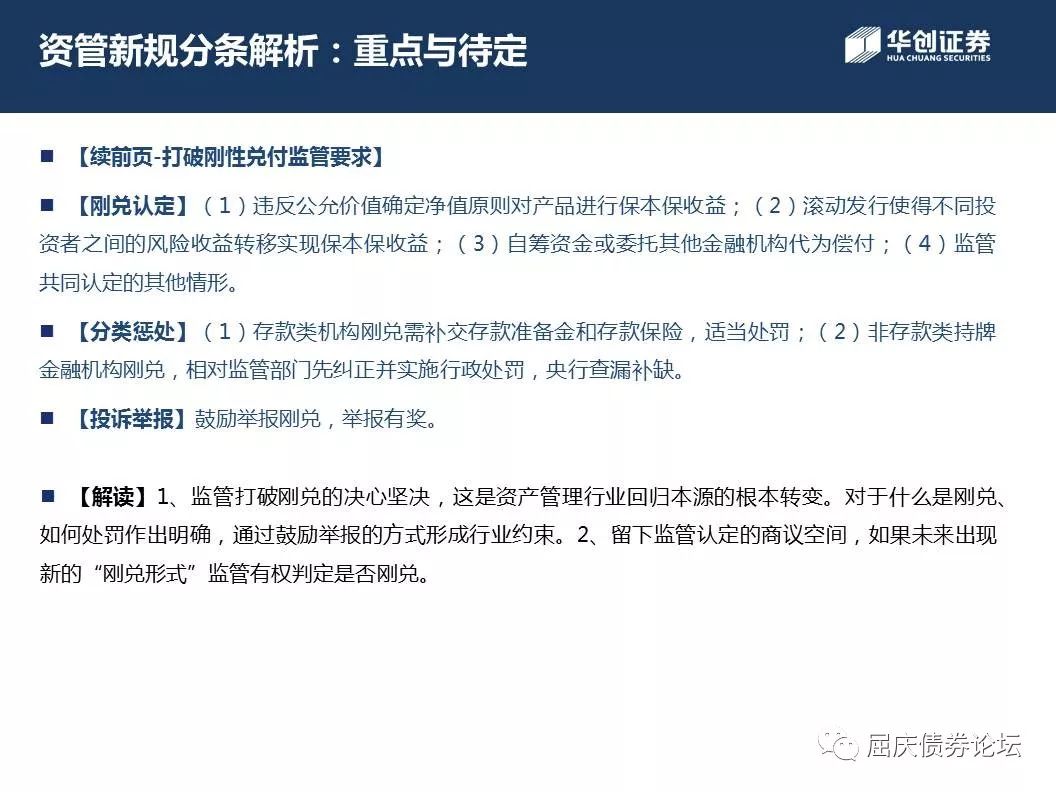 资管新规分条解析：重点与待定
华创证券
HUA CHUANG SECURITIES
■ 【续前页-打破刚性兑付监管要求】
■ 【刚兑认定】（1）违反公允价值确定净值原则对产品进行保本保收益；（2）滚动发行使得不同投
资者之间的风险收益转移实现保本保收益；（3）自筹资金或委托其他金融机构代为偿付；（4）监管
共同认定的其他情形。
■ 【分类惩处】（1）存款类机构刚兑需补交存款准备金和存款保险，适当处罚；（2）非存款类持牌
金融机构刚兑，相对监管部门先纠正并实施行政处罚，央行查漏补缺。
■ 【投诉举报】鼓励举报刚兑，举报有奖。
■ 【解读】1、监管打破刚兑的决心坚决，这是资产管理行业回归本源的根本转变。对于什么是刚兑、
如何处罚作出明确，通过鼓励举报的方式形成行业约束。2、留下监管认定的商议空间，如果未来出现
新的“刚兑形式”监管有权判定是否刚兑。
屈庆债券论坛